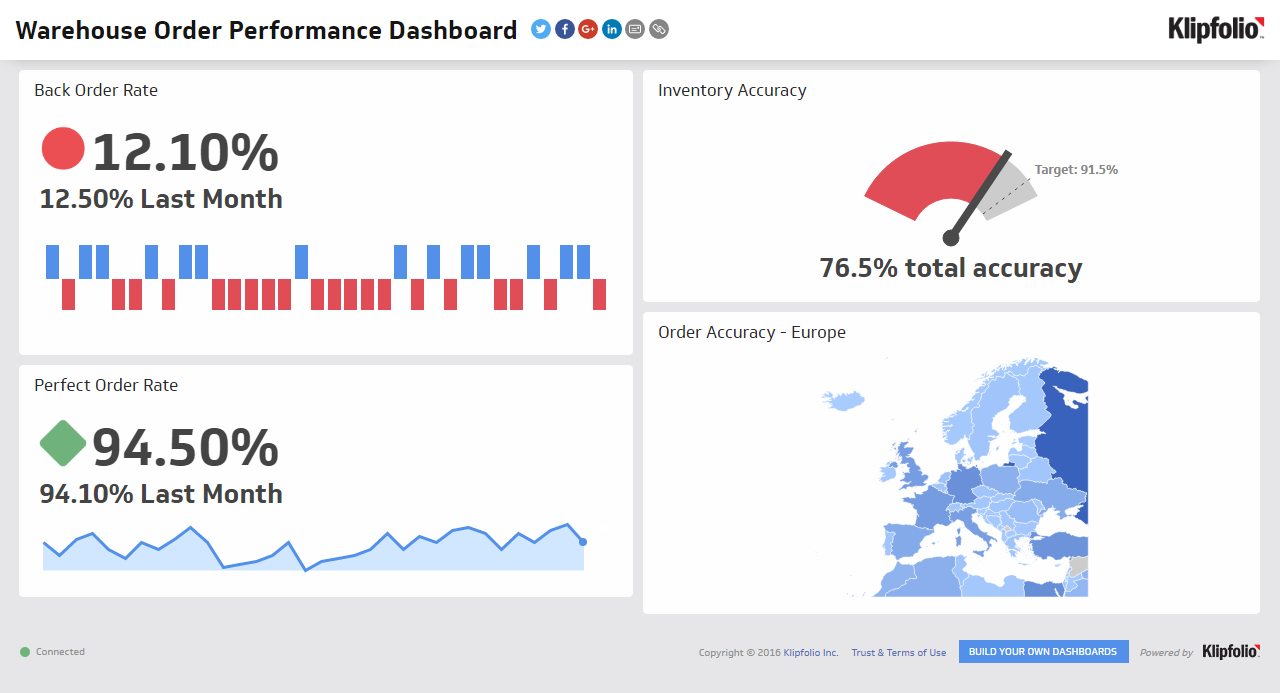 Warehouse Order Performance Dashboard
Klipfolio
Back Order Rate
12.10%
12.50% Last Month
Inventory Accuracy
Target: 91.5%
76.5% total accuracy
Perfect Order Rate
94.50%
94.10% Last Month
Order Accuracy - Europe
Connected
Copyright © 2016 Klipfolio Inc. Trust & Terms of Use BUILD YOUR OWN DASHBOARDS Powered by Klipfolio